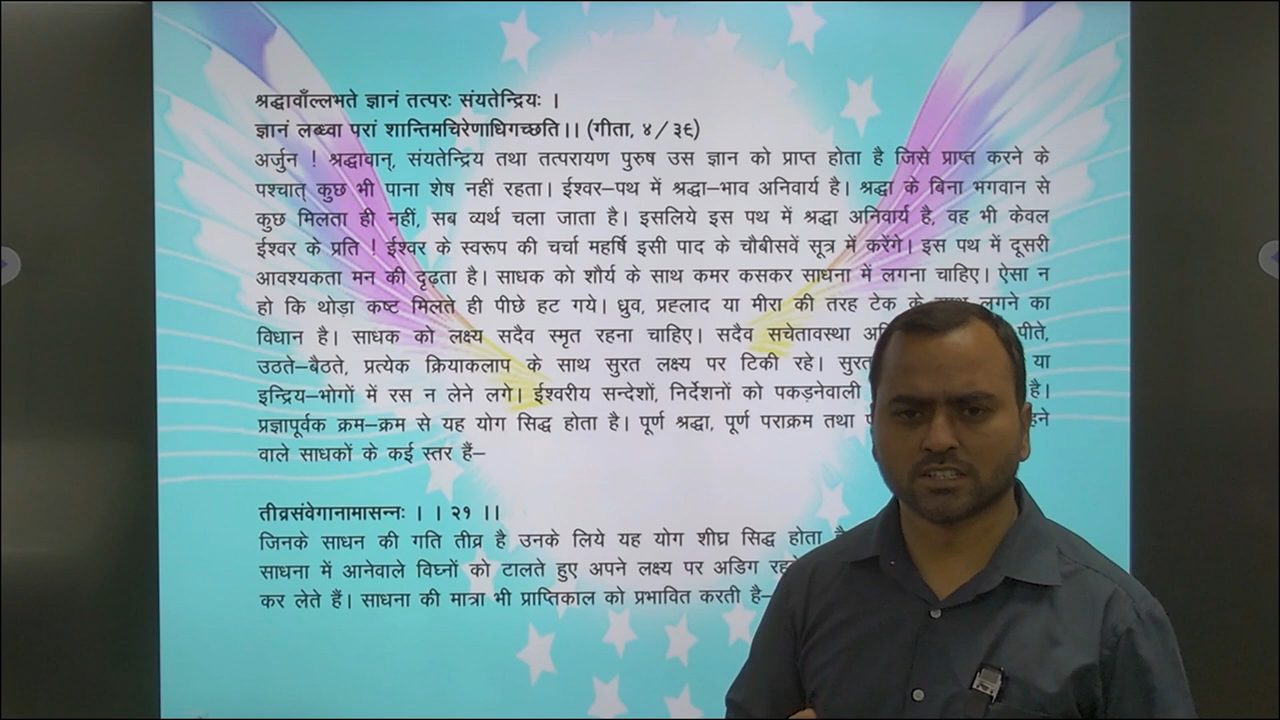 श्रद्धावाँल्लभते ज्ञानं तत्परः संयतेन्द्रियः ।
ज्ञानं लब्ध्वा परां शान्तिमचिरेणाधिगच्छति।। (गीता, ४/३९)
अर्जुन ! श्रद्धावान्, संयतेन्द्रिय तथा तत्परायण पुरुष उस ज्ञान को प्राप्त होता है जिसे प्राप्त करने के
पश्चात् कुछ भी पाना शेष नहीं रहता। ईश्वर–पथ में श्रद्धा–भाव अनिवार्य है। श्रद्धा के बिना भगवान से
कुछ मिलता ही नहीं, सब व्यर्थ चला जाता है। इसलिये इस पथ में श्रद्धा अनिवार्य है, वह भी केवल
ईश्वर के प्रति ! ईश्वर के स्वरूप की चर्चा महर्षि इसी पाद के चौबीसवें सूत्र में करेंगे। इस पथ में दूसरी
आवश्यकता मन की दृढ़ता है। साधक को शौर्य के साथ कमर कसकर साधना में लगना चाहिए। ऐसा न
हो कि थोड़ा कष्ट मिलते ही पीछे हट गये। ध्रुव, प्रह्लाद या मीरा की तरह टेक के साथ लगने का
विधान है। साधक को लक्ष्य सदैव स्मृत रहना चाहिए। सदैव सचेतावस्था पीते,
उठते–बैठते, प्रत्येक क्रियाकलाप के साथ सुरत लक्ष्य पर टिकी रहे। सुरत या
इन्द्रिय–भोगों में रस न लेने लगे। ईश्वरीय सन्देशों, निर्देशनों को पकड़नेवाली है।
प्रज्ञापूर्वक क्रम–क्रम से यह योग सिद्ध होता है। पूर्ण श्रद्धा, पूर्ण पराक्रम तथा
वाले साधकों के कई स्तर हैं–
तीव्रसंवेगानामासन्नः । । २१ ।।
जिनके साधन की गति तीव्र है उनके लिये यह योग शीघ्र सिद्ध होता
साधना में आनेवाले विघ्नों को टालते हुए अपने लक्ष्य पर अडिग
कर लेते हैं। साधना की मात्रा भी प्राप्तिकाल को प्रभावित करती है–